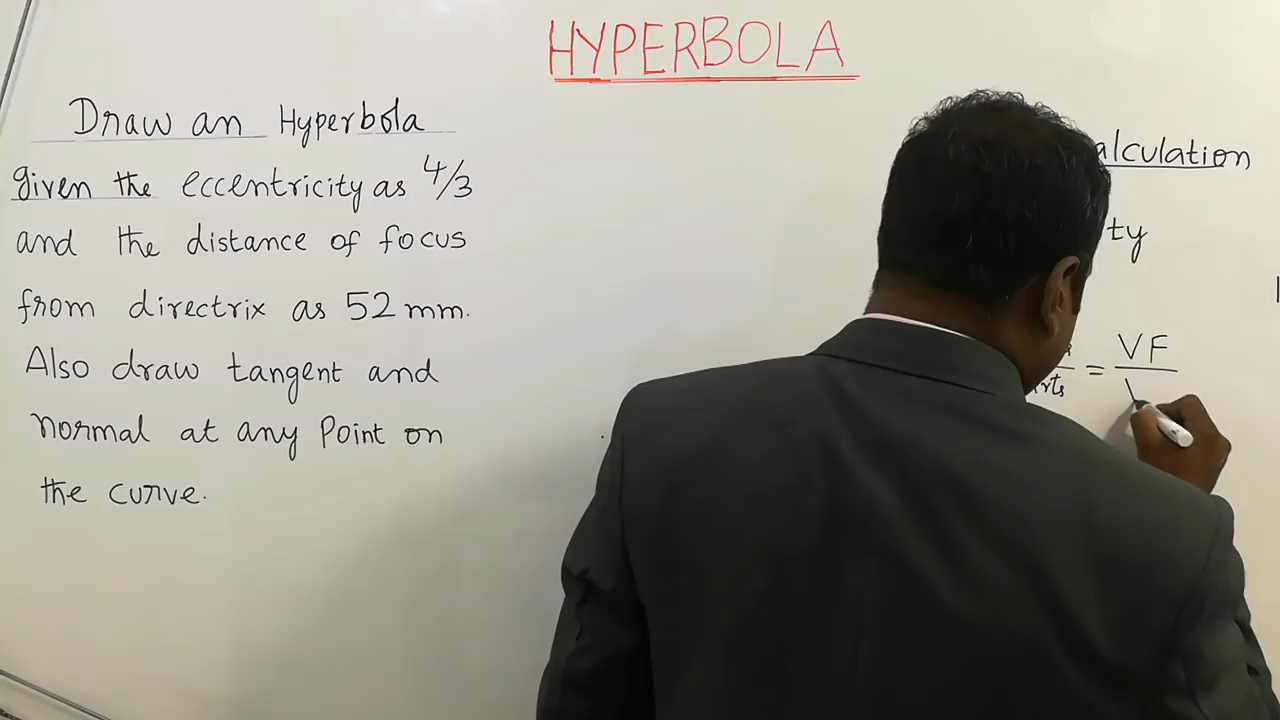 HYPERBOLA
Draw an Hyperbola
given the eccentricity as 4/3
and the distance of focus
from directrix as 52 mm.
Also draw tangent and
normal at any Point on
the curve.
alculation
ty
rts = VF